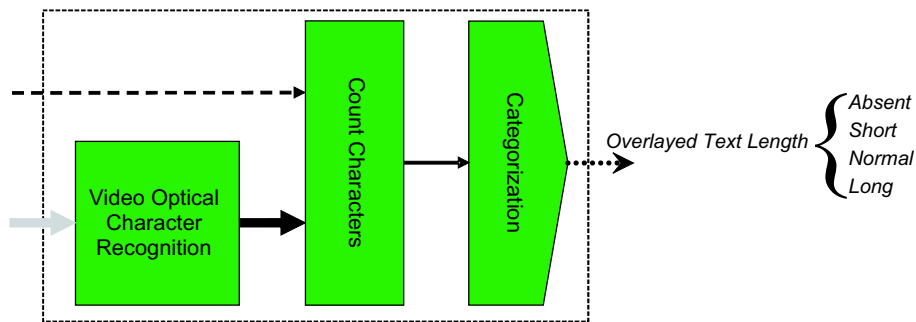 Video Optical
Character
Recognition
Count Characters
Categorization
Overlayed Text Length
Absent
Short
Normal
Long